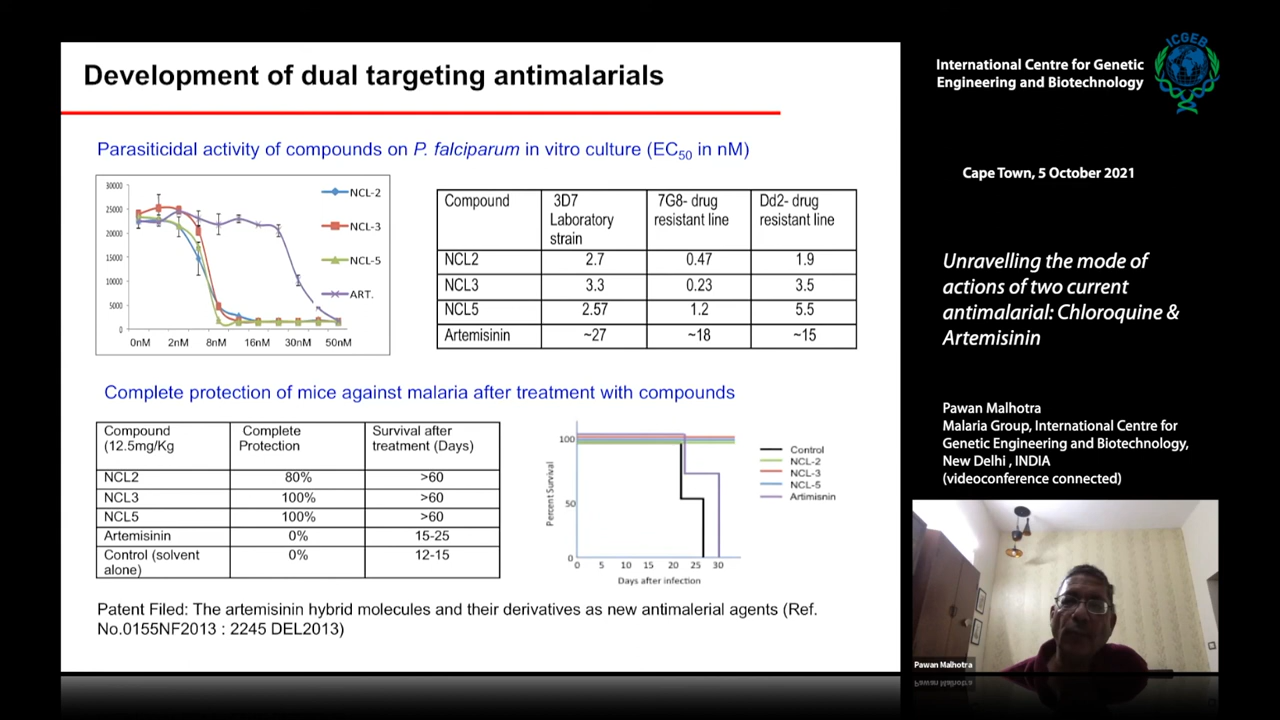 Development of dual targeting antimalarials
Parasiticidal activity of compounds on P. falciparum in vitro culture (EC50 in nM)
30000
25000
20000
15000
10000
5000
0
0nM 2nM 8nM 16nM 30nM 50nM
NCL-2
NCL-3
NCL-5
ART.
Compound 3D7 Laboratory strain 7G8- drug resistant line Dd2- drug resistant line
NCL2 2.7 0.47 1.9
NCL3 3.3 0.23 3.5
NCL5 2.57 1.2 5.5
Artemisinin ~27 ~18 ~15
Complete protection of mice against malaria after treatment with compounds
Compound (12.5mg/Kg Complete Protection Survival after treatment (Days)
NCL2 80% >60
NCL3 100% >60
NCL5 100% >60
Artemisinin 0% 15-25
Control (solvent alone) 0% 12-15
Percent Survival
100
50
0
0 5 10 15 20 25 30
Days after infection
Control
NCL-2
NCL-3
NCL-5
Artimisnin
Patent Filed: The artemisinin hybrid molecules and their derivatives as new antimalerial agents (Ref.
No.0155NF2013 : 2245 DEL2013)
International Centre for Genetic
Engineering and Biotechnology
ICGEB
Cape Town, 5 October 2021
Unravelling the mode of
actions of two current
antimalarial: Chloroquine &
Artemisinin
Pawan Malhotra
Malaria Group, International Centre for
Genetic Engineering and Biotechnology,
New Delhi , INDIA
(videoconference connected)
Pawan Malhotra